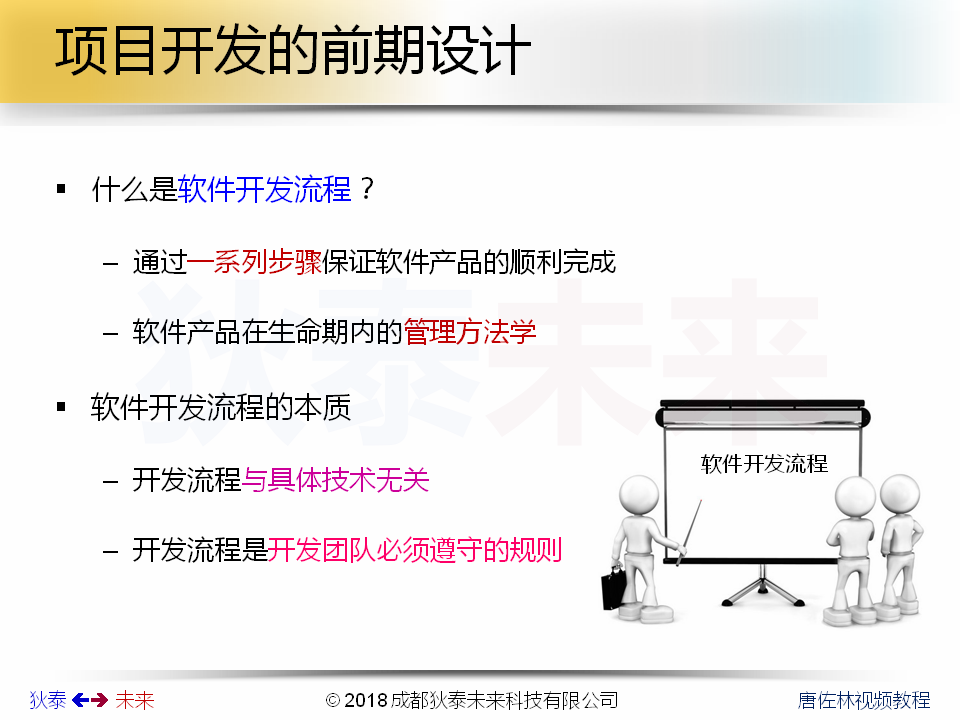 项目开发的前期设计
▪ 什么是软件开发流程？
– 通过一系列步骤保证软件产品的顺利完成
– 软件产品在生命期内的管理方法学
▪ 软件开发流程的本质
– 开发流程与具体技术无关
– 开发流程是开发团队必须遵守的规则
软件开发流程
狄泰未来
狄泰 未来
© 2018 成都狄泰未来科技有限公司
唐佐林视频教程